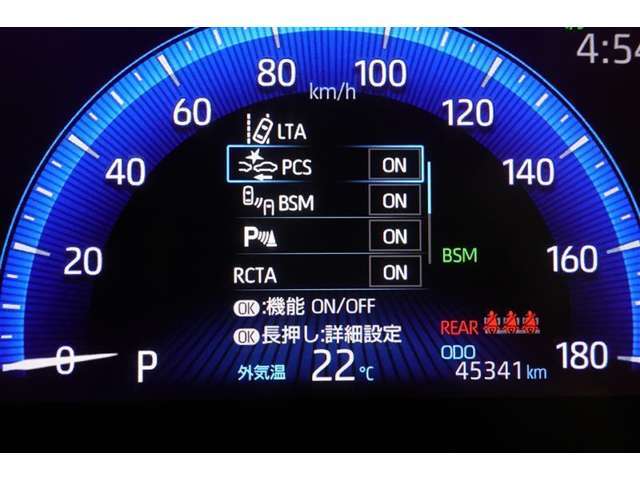 4:54
80
100
km/h
60
120
LTA
40
PCS ON
140
BSM ON
P ON
20
BSM
160
RCTA ON
OK:機能 ON/OFF
OK長押し:詳細設定
REAR
0
P
外気温 22℃
ODO
45341 km
180